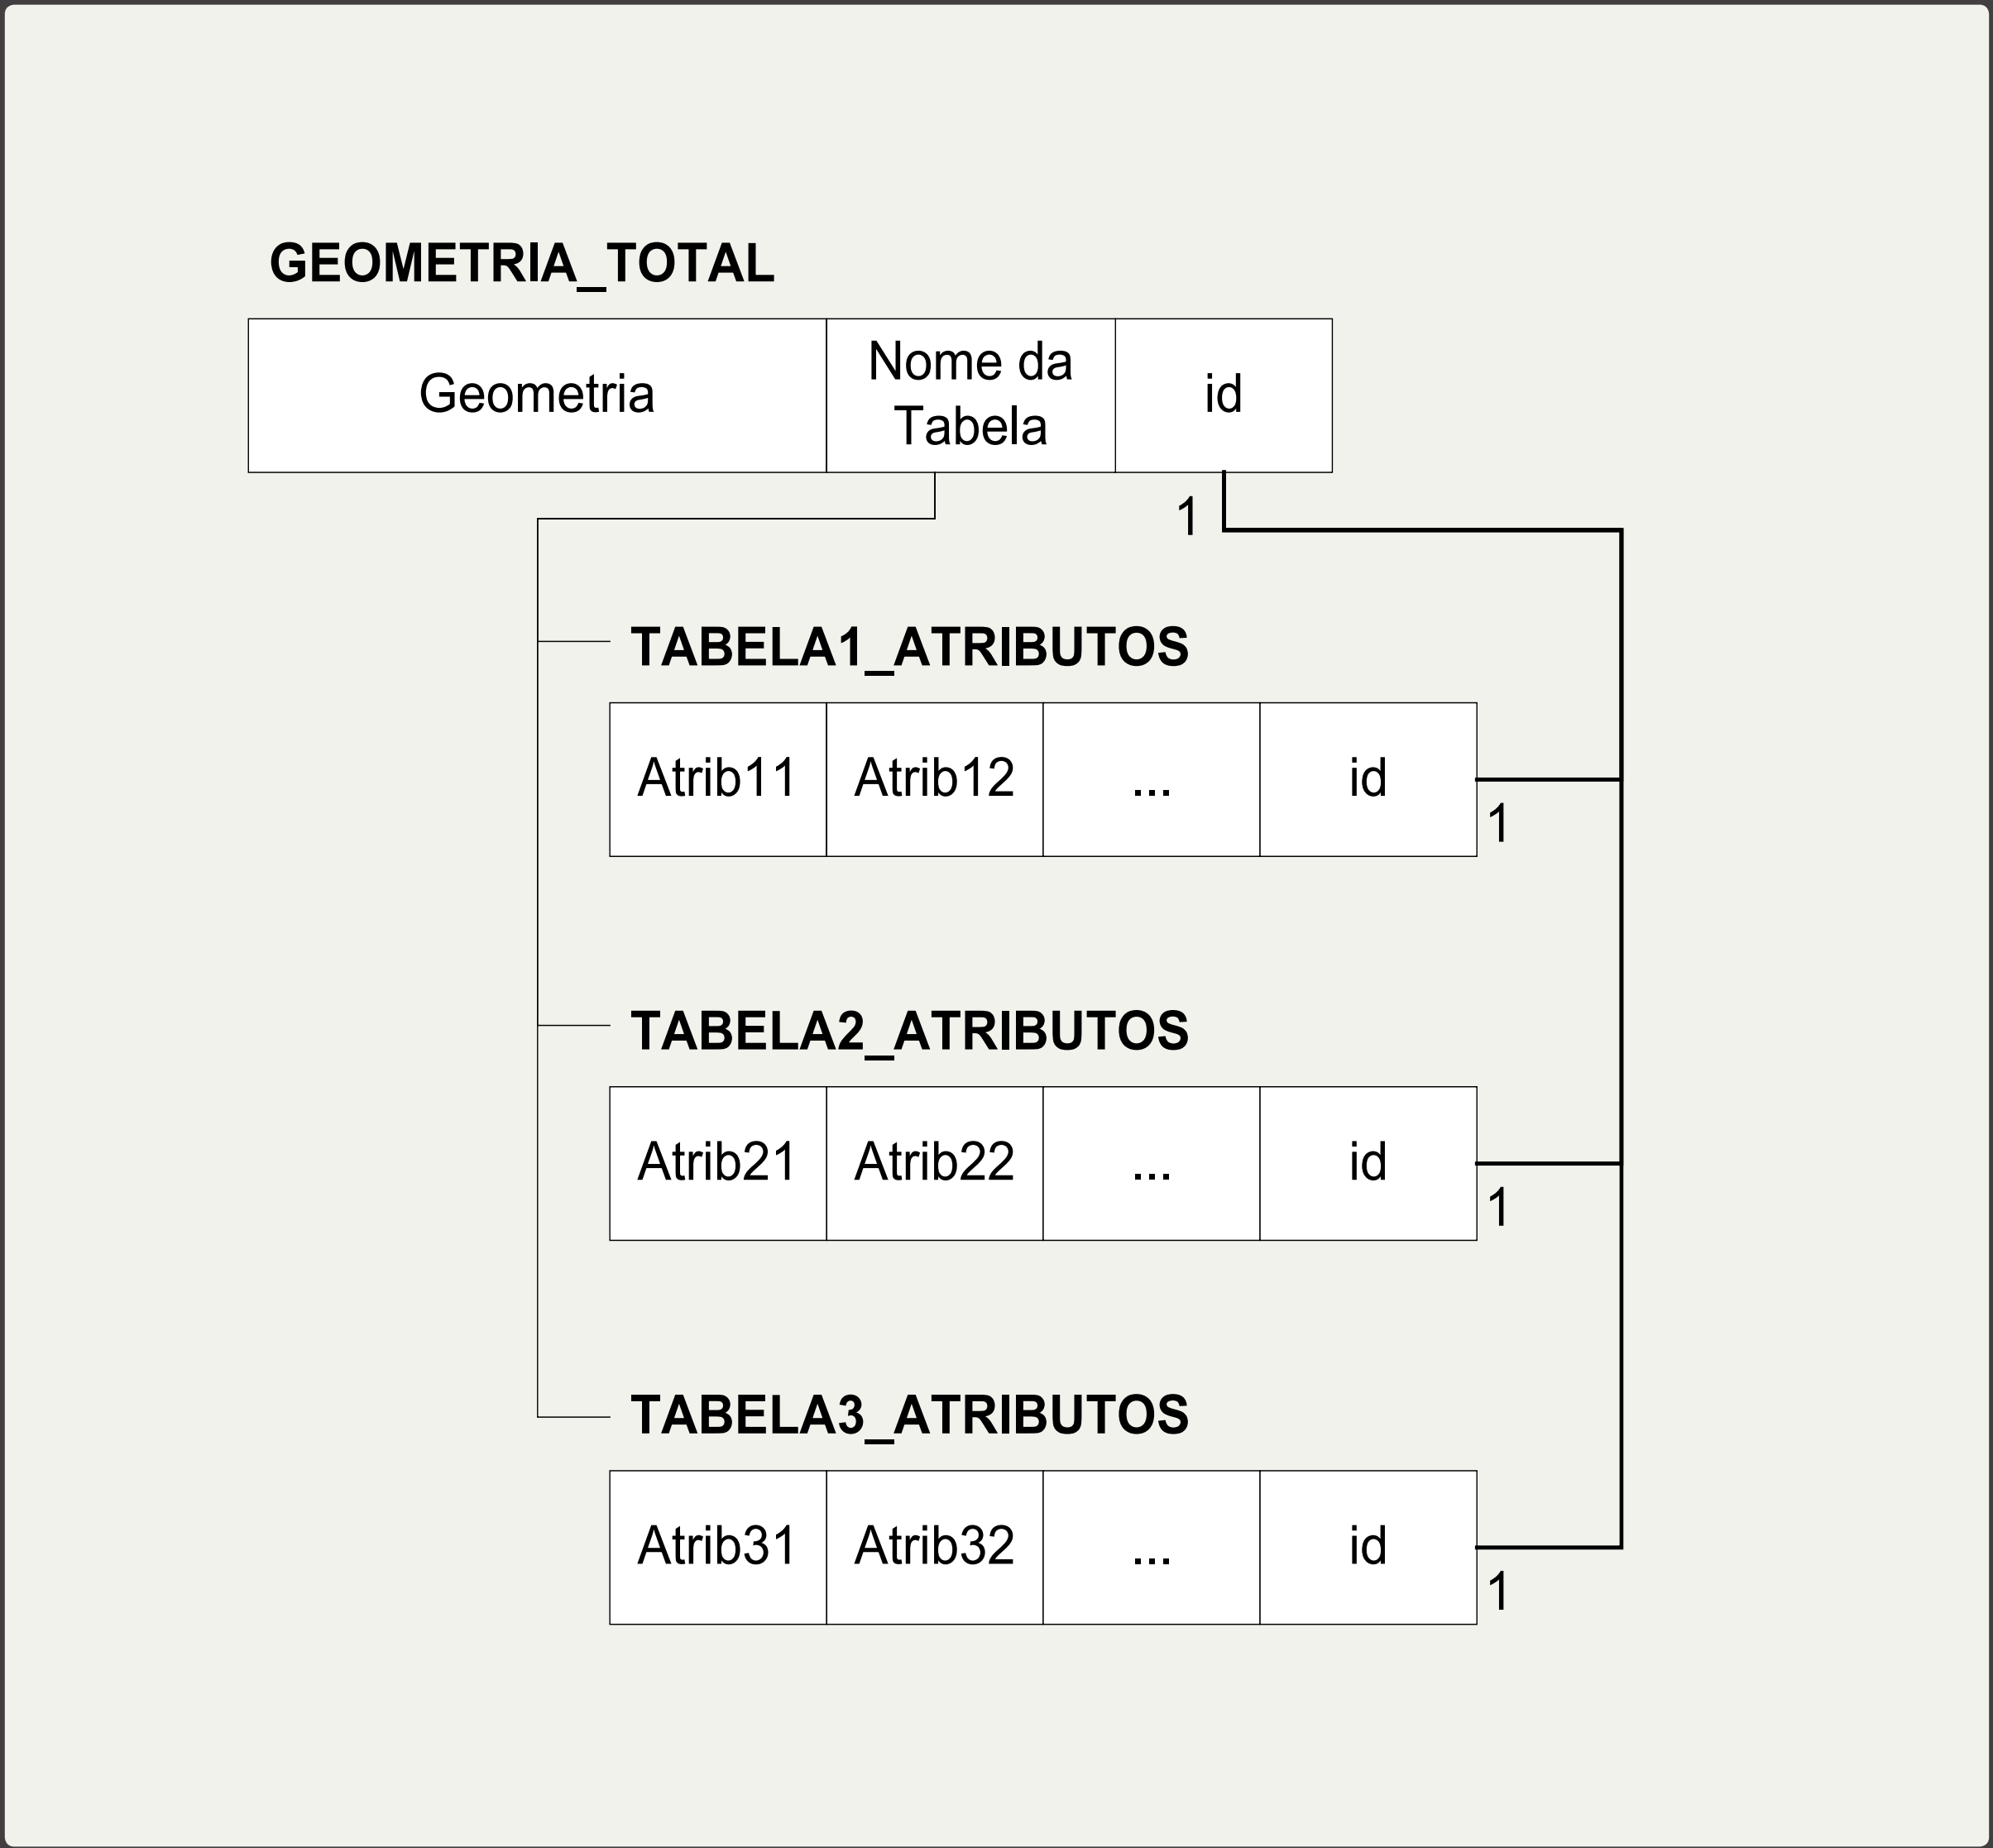 GEOMETRIA_TOTAL
Geometria
Nome da
Tabela
id
1
TABELA1_ATRIBUTOS
Atrib11
Atrib12
...
id
1
TABELA2_ATRIBUTOS
Atrib21
Atrib22
...
id
1
TABELA3_ATRIBUTOS
Atrib31
Atrib32
...
id
1